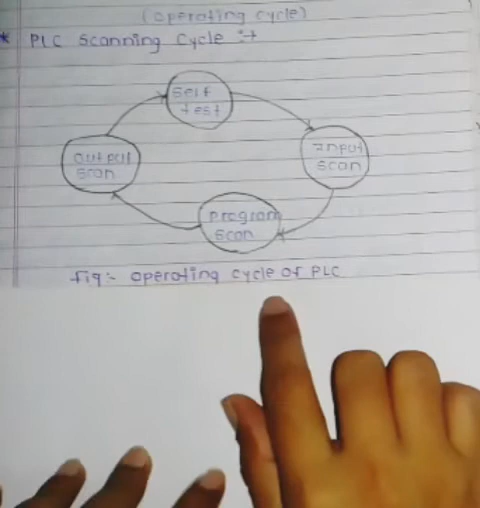 (operating cycle)
* PLC Scanning Cycle :→
Self
test
Input
scan
output
scan
program
scan
fig:- operating cycle of PLC